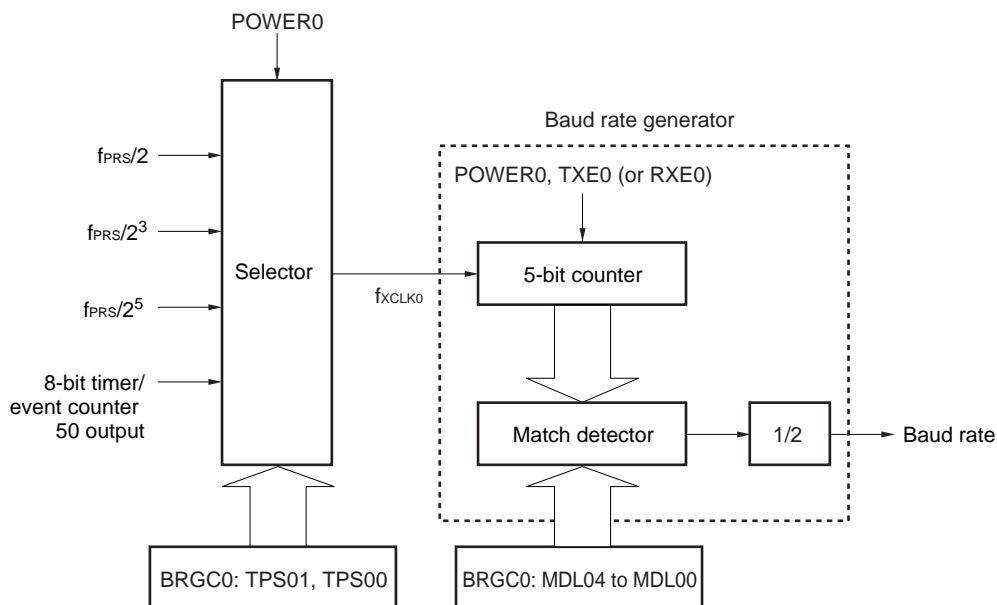 POWER0
Baud rate generator
fPRS/2
POWER0, TXE0 (or RXE0)
fPRS/2³
Selector
5-bit counter
fXCLK0
fPRS/2⁵
8-bit timer/
event counter
50 output
Match detector
1/2
Baud rate
BRGC0: TPS01, TPS00
BRGC0: MDL04 to MDL00